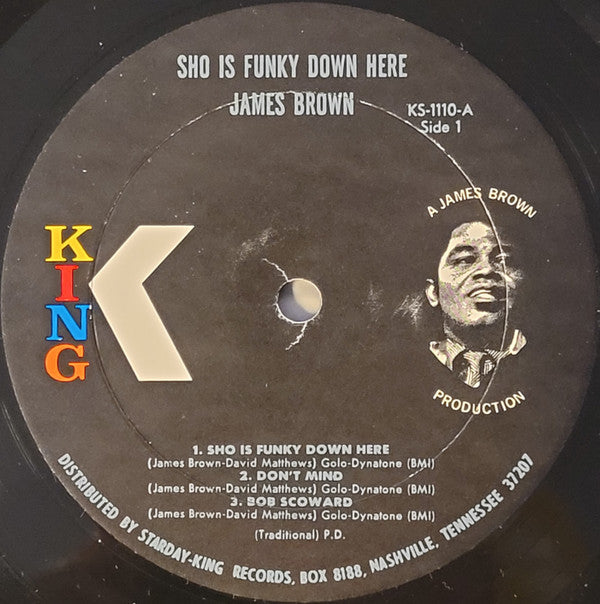 SHO IS FUNKY DOWN HERE
JAMES BROWN
KS-1110-A
Side 1
KING
A JAMES BROWN
PRODUCTION
1. SHO IS FUNKY DOWN HERE
(James Brown-David Matthews) Golo-Dynatone (BMI)
2. DON'T MIND
(James Brown-David Matthews) Golo-Dynatone (BMI)
3. BOB SCOWARD
(James Brown-David Matthews) Golo-Dynatone (BMI)
(Traditional) P.D.
DISTRIBUTED BY STARDAY-KING RECORDS, BOX 8188, NASHVILLE, TENNESSEE 37207